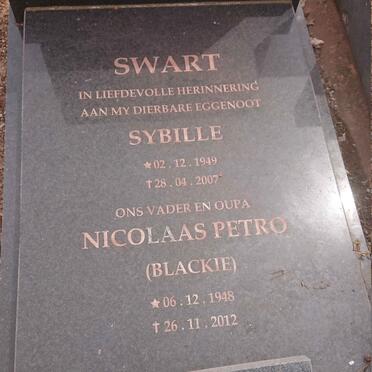 SWART
IN LIEFDEVOLLE HERINNERING
AAN MY DIERBARE EGGENOOT
SYBILLE
★ 02 . 12 . 1949
† 28 . 04 . 2007
ONS VADER EN OUPA
NICOLAAS PETRO
(BLACKIE)
★ 06 . 12 . 1948
† 26 . 11 . 2012